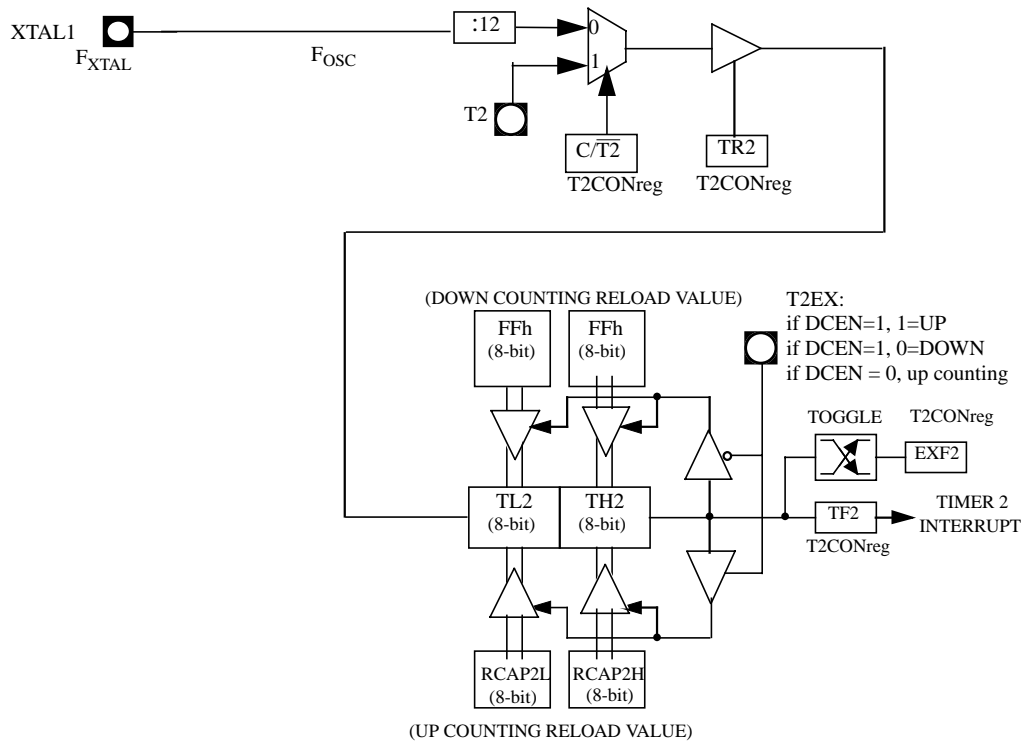 XTAL1
:12
0
FXTAL
FOSC
1
T2
C/T2
TR2
T2CONreg
T2CONreg
(DOWN COUNTING RELOAD VALUE)
T2EX:
if DCEN=1, 1=UP
if DCEN=1, 0=DOWN
if DCEN = 0, up counting
FFh
(8-bit)
FFh
(8-bit)
TOGGLE
T2CONreg
EXF2
TL2
(8-bit)
TH2
(8-bit)
TF2
TIMER 2
INTERRUPT
T2CONreg
RCAP2L
(8-bit)
RCAP2H
(8-bit)
(UP COUNTING RELOAD VALUE)